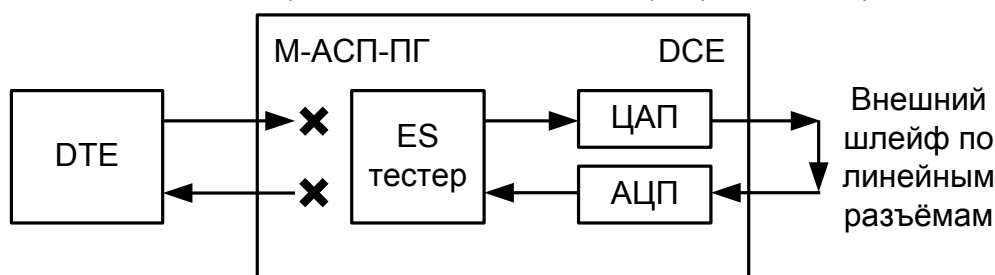 М-АСП-ПГ
DCE
DTE
ES
тестер
ЦАП
АЦП
Внешний
шлейф по
линейным
разъёмам